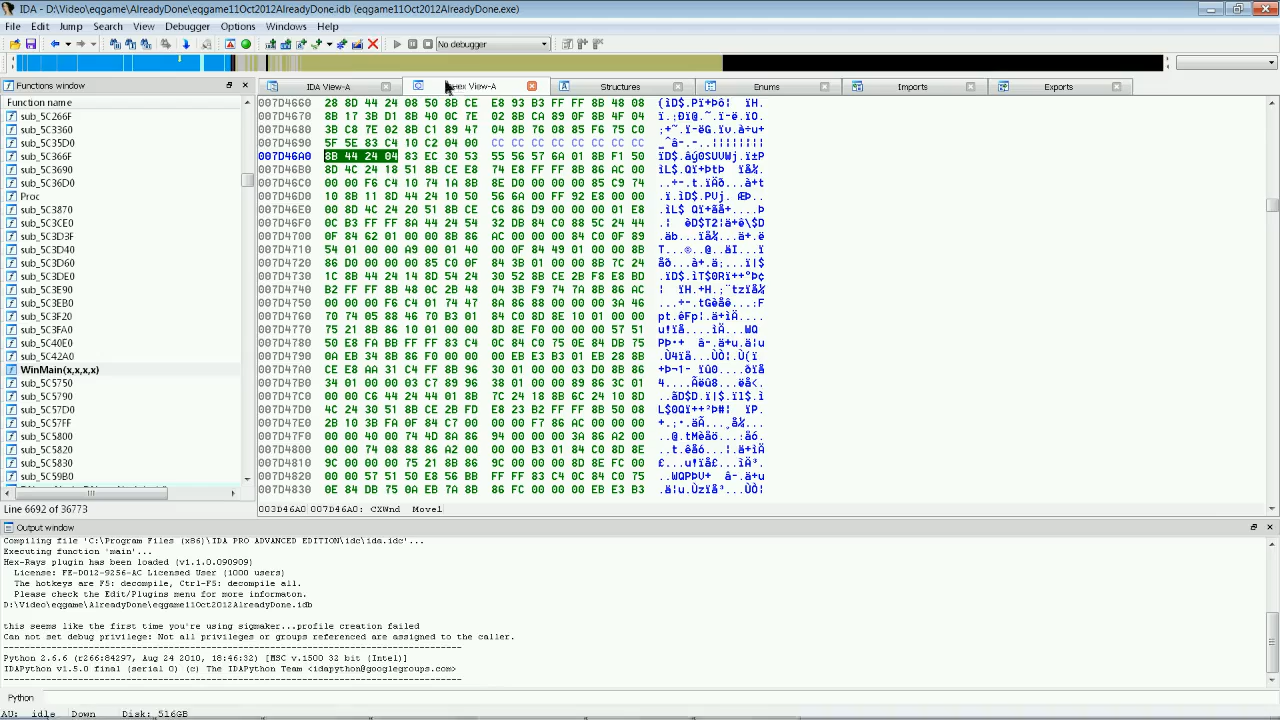 IDA - D:\Video\eqgame\AlreadyDone\eqgame11Oct2012AlreadyDone.idb (eqgame11Oct2012AlreadyDone.exe)
File Edit Jump Search View Debugger Options Windows Help
No debugger
Functions window
IDA View-A
Hex View-A
Structures
Enums
Imports
Exports
Function name
sub_5C266F
sub_5C3360
sub_5C35D0
sub_5C366F
sub_5C3690
sub_5C36D0
Proc
sub_5C3870
sub_5C3CE0
sub_5C3D3F
sub_5C3D40
sub_5C3D60
sub_5C3DE0
sub_5C3E90
sub_5C3EB0
sub_5C3F20
sub_5C3FA0
sub_5C40E0
sub_5C42A0
WinMain(x,x,x,x)
sub_5C5750
sub_5C5790
sub_5C57D0
sub_5C57FF
sub_5C5800
sub_5C5820
sub_5C5830
sub_5C59B0
Line 6692 of 36773
007D4660 28 8D 44 24 08 50 8B CE E8 93 B3 FF FF 8B 48 08
007D4670 8B 17 3B D1 8B 40 0C 7E 02 8B CA 89 0F 8B 4F 04
007D4680 3B C8 7E 02 8B C1 89 47 04 8B 76 08 85 F6 75 C0
007D4690 5F 5E 83 C4 10 C2 04 00 CC CC CC CC CC CC CC CC
007D46A0 8B 44 24 04 83 EC 30 53 55 56 57 6A 01 8B F1 50
007D46B0 8D 4C 24 18 51 8B CE E8 74 E8 FF FF 8B 86 AC 00
007D46C0 00 00 F6 C4 10 74 1A 8B 8E D0 00 00 00 85 C9 74
007D46D0 10 8B 11 8D 44 24 10 50 56 6A 00 FF 92 E8 00 00
007D46E0 00 8D 4C 24 20 51 8B CE C6 86 D9 00 00 00 01 E8
007D46F0 0C B3 FF FF 8A 44 24 54 32 DB 84 C0 88 5C 24 44
007D4700 0F 84 62 01 00 00 8B 86 AC 00 00 00 84 C0 0F 89
007D4710 54 01 00 00 A9 00 01 40 00 0F 84 49 01 00 00 8B
007D4720 86 D0 00 00 00 85 C0 0F 84 3B 01 00 00 8B 7C 24
007D4730 1C 8B 44 24 14 8D 54 24 30 52 8B CE 2B F8 E8 BD
007D4740 B2 FF FF 8B 48 0C 2B 48 04 3B F9 74 7A 8B 86 AC
007D4750 00 00 00 F6 C4 01 74 47 8A 86 88 00 00 00 3A 46
007D4760 70 74 05 88 46 70 B3 01 84 C0 8D 8E 10 01 00 00
007D4770 75 21 8B 86 10 01 00 00 8D 8E F0 00 00 00 57 51
007D4780 50 E8 FA BB FF FF 83 C4 0C 84 C0 75 0E 84 DB 75
007D4790 0A EB 34 8B 86 F0 00 00 00 EB E3 B3 01 EB 28 8B
007D47A0 CE E8 AA 31 C4 FF 8B 96 30 01 00 00 03 D0 8B 86
007D47B0 34 01 00 00 03 C7 89 96 38 01 00 00 89 86 3C 01
007D47C0 00 00 C6 44 24 44 01 8B 7C 24 18 8B 6C 24 10 8D
007D47D0 4C 24 30 51 8B CE 2B FD E8 23 B2 FF FF 8B 50 08
007D47E0 2B 10 3B FA 0F 84 C7 00 00 00 F7 86 AC 00 00 00
007D47F0 00 00 40 00 74 4D 8A 86 94 00 00 00 3A 86 A2 00
007D4800 00 00 74 08 88 86 A2 00 00 00 B3 01 84 C0 8D 8E
007D4810 9C 00 00 00 75 21 8B 86 9C 00 00 00 8D 8E FC 00
007D4820 00 00 57 51 50 E8 56 BB FF FF 83 C4 0C 84 C0 75
007D4830 0E 84 DB 75 0A EB 7A 8B 86 FC 00 00 00 EB E3 B3
003D46A0 007D46A0: CXWnd Move1
Output window
Compiling file 'C:\Program Files (x86)\IDA PRO ADVANCED EDITION\idc\ida.idc'...
Executing function 'main'...
Hex-Rays plugin has been loaded (v1.1.0.090909)
License: FE-D012-9256-AC Licensed User (1000 users)
The hotkeys are F5: decompile, Ctrl-F5: decompile all.
Please check the Edit/Plugins menu for more informaton.
D:\Video\eqgame\AlreadyDone\eqgame11Oct2012AlreadyDone.idb
this seems like the first time you're using sigmaker...profile creation failed
Can not set debug privilege: Not all privileges or groups referenced are assigned to the caller.
Python 2.6.6 (r266:84297, Aug 24 2010, 18:46:32) [MSC v.1500 32 bit (Intel)]
IDAPython v1.5.0 final (serial 0) (c) The IDAPython Team <idapython@googlegroups.com>
Python
AU: idle Down Disk: 516GB